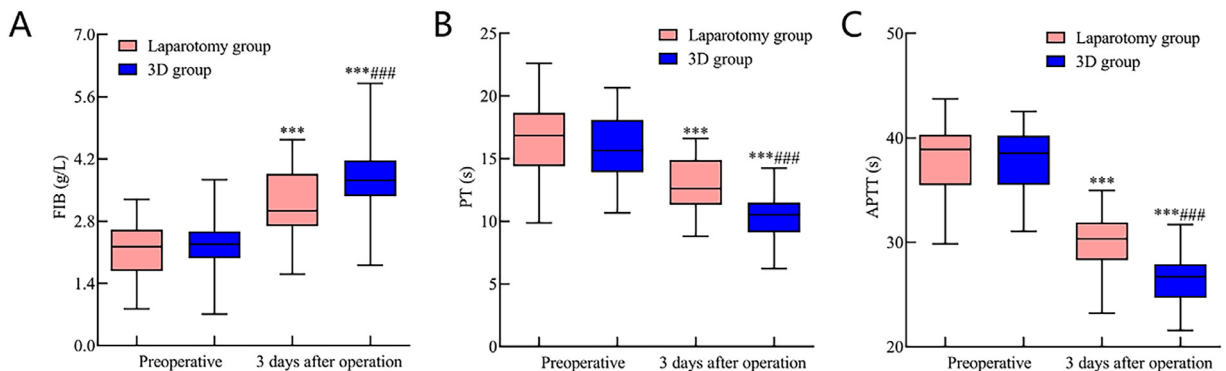 A
7.0
5.6
4.2
2.8
1.4
0.0
FIB (g/L)
Laparotomy group
3D group
***
***###
Preoperative
3 days after operation
B
25
20
15
10
5
0
PT (s)
Laparotomy group
3D group
***
***###
Preoperative
3 days after operation
C
50
40
30
20
APTT (s)
Laparotomy group
3D group
***
***###
Preoperative
3 days after operation